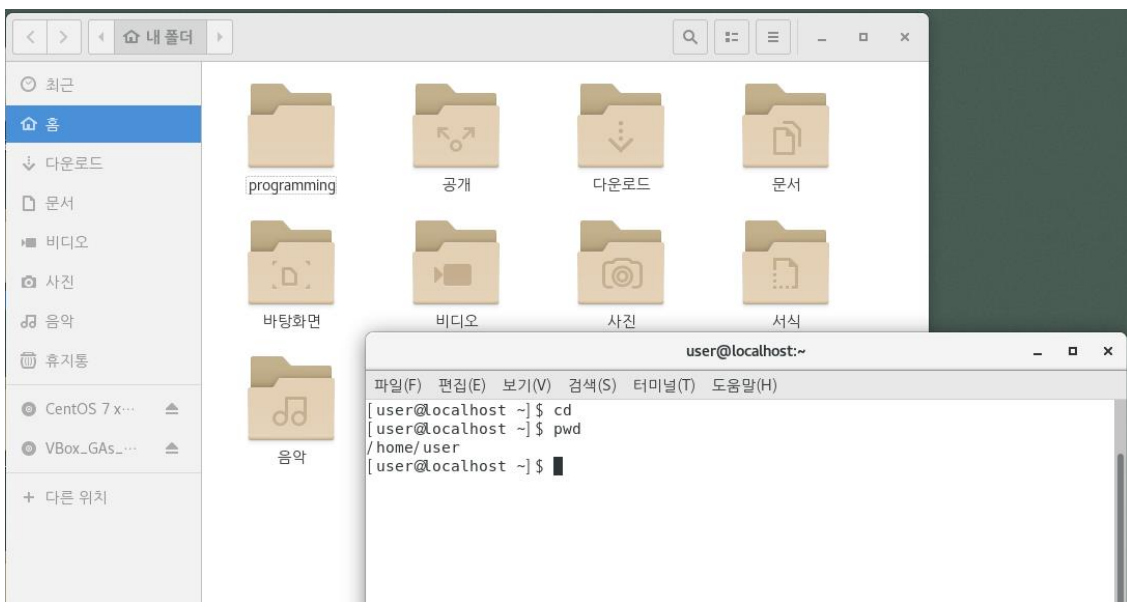 내 폴더
최근
홈
다운로드
문서
비디오
사진
음악
휴지통
CentOS 7 x…
VBox_GAs_…
+ 다른 위치
programming
공개
다운로드
문서
바탕화면
비디오
사진
서식
음악
user@localhost:~
파일(F) 편집(E) 보기(V) 검색(S) 터미널(T) 도움말(H)
[user@localhost ~]$ cd
[user@localhost ~]$ pwd
/home/user
[user@localhost ~]$